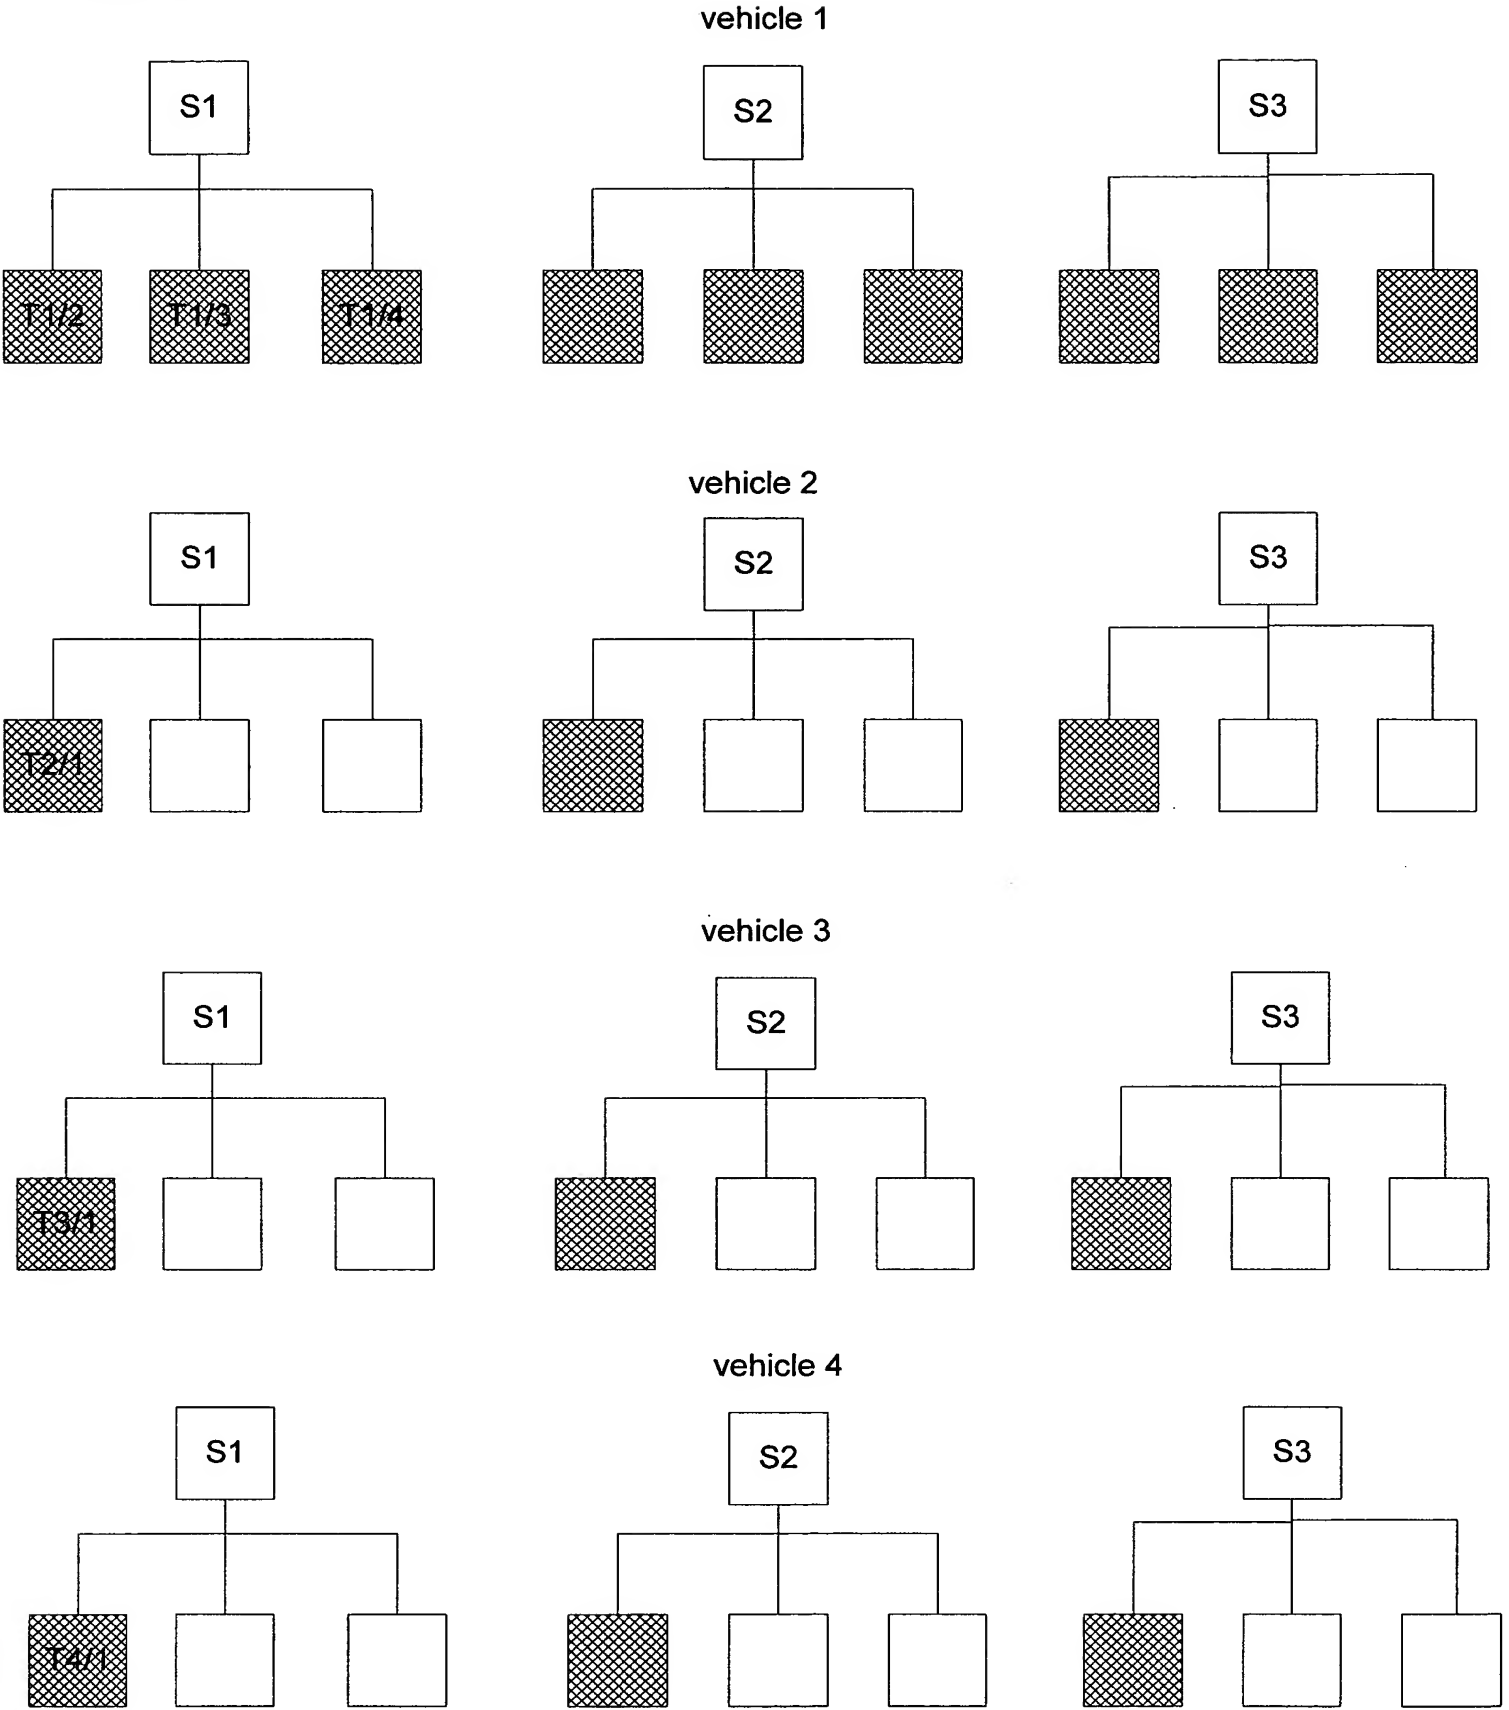 vehicle 1
S1 S2 S3
T1/2 T1/3 T1/4
vehicle 2
S1 S2 S3
T2/1
vehicle 3
S1 S2 S3
T3/1
vehicle 4
S1 S2 S3
T4/1